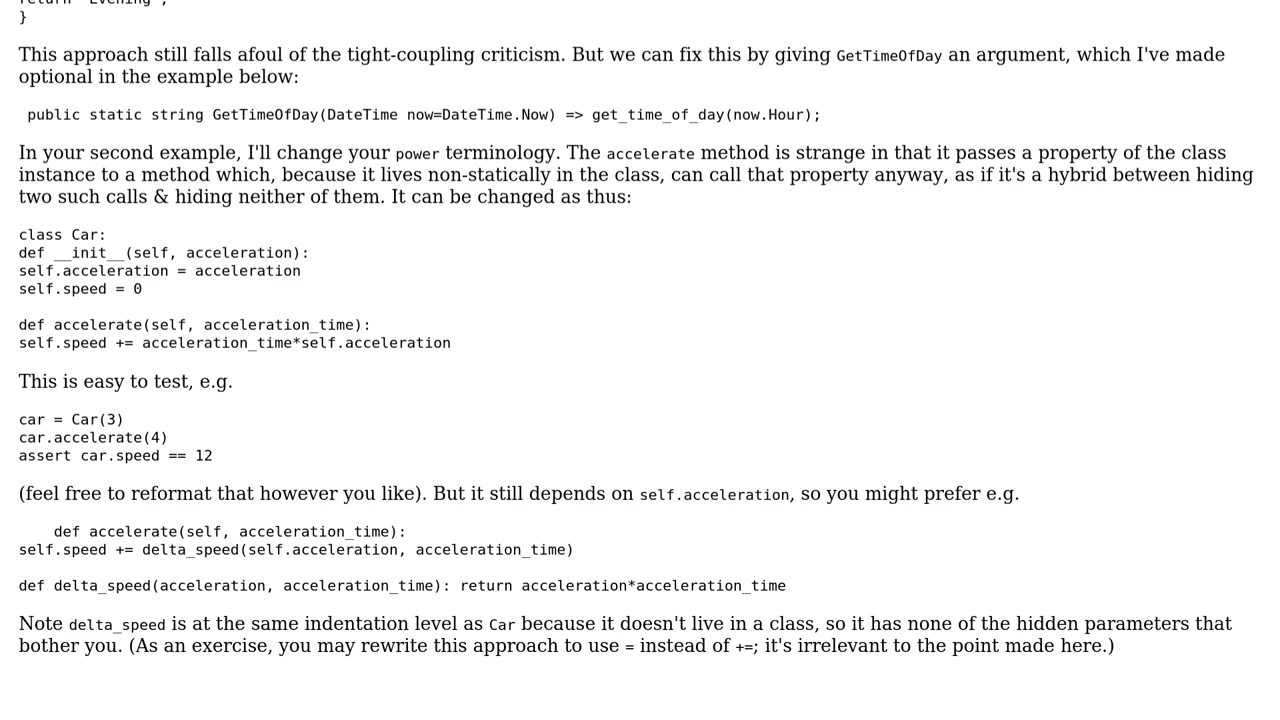 return "Evening";
}
This approach still falls afoul of the tight-coupling criticism. But we can fix this by giving GetTimeOfDay an argument, which I've made
optional in the example below:
public static string GetTimeOfDay(DateTime now=DateTime.Now) => get_time_of_day(now.Hour);
In your second example, I'll change your power terminology. The accelerate method is strange in that it passes a property of the class
instance to a method which, because it lives non-statically in the class, can call that property anyway, as if it's a hybrid between hiding
two such calls & hiding neither of them. It can be changed as thus:
class Car:
def __init__(self, acceleration):
self.acceleration = acceleration
self.speed = 0
def accelerate(self, acceleration_time):
self.speed += acceleration_time*self.acceleration
This is easy to test, e.g.
car = Car(3)
car.accelerate(4)
assert car.speed == 12
(feel free to reformat that however you like). But it still depends on self.acceleration, so you might prefer e.g.
def accelerate(self, acceleration_time):
self.speed += delta_speed(self.acceleration, acceleration_time)
def delta_speed(acceleration, acceleration_time): return acceleration*acceleration_time
Note delta_speed is at the same indentation level as Car because it doesn't live in a class, so it has none of the hidden parameters that
bother you. (As an exercise, you may rewrite this approach to use = instead of +=; it's irrelevant to the point made here.)